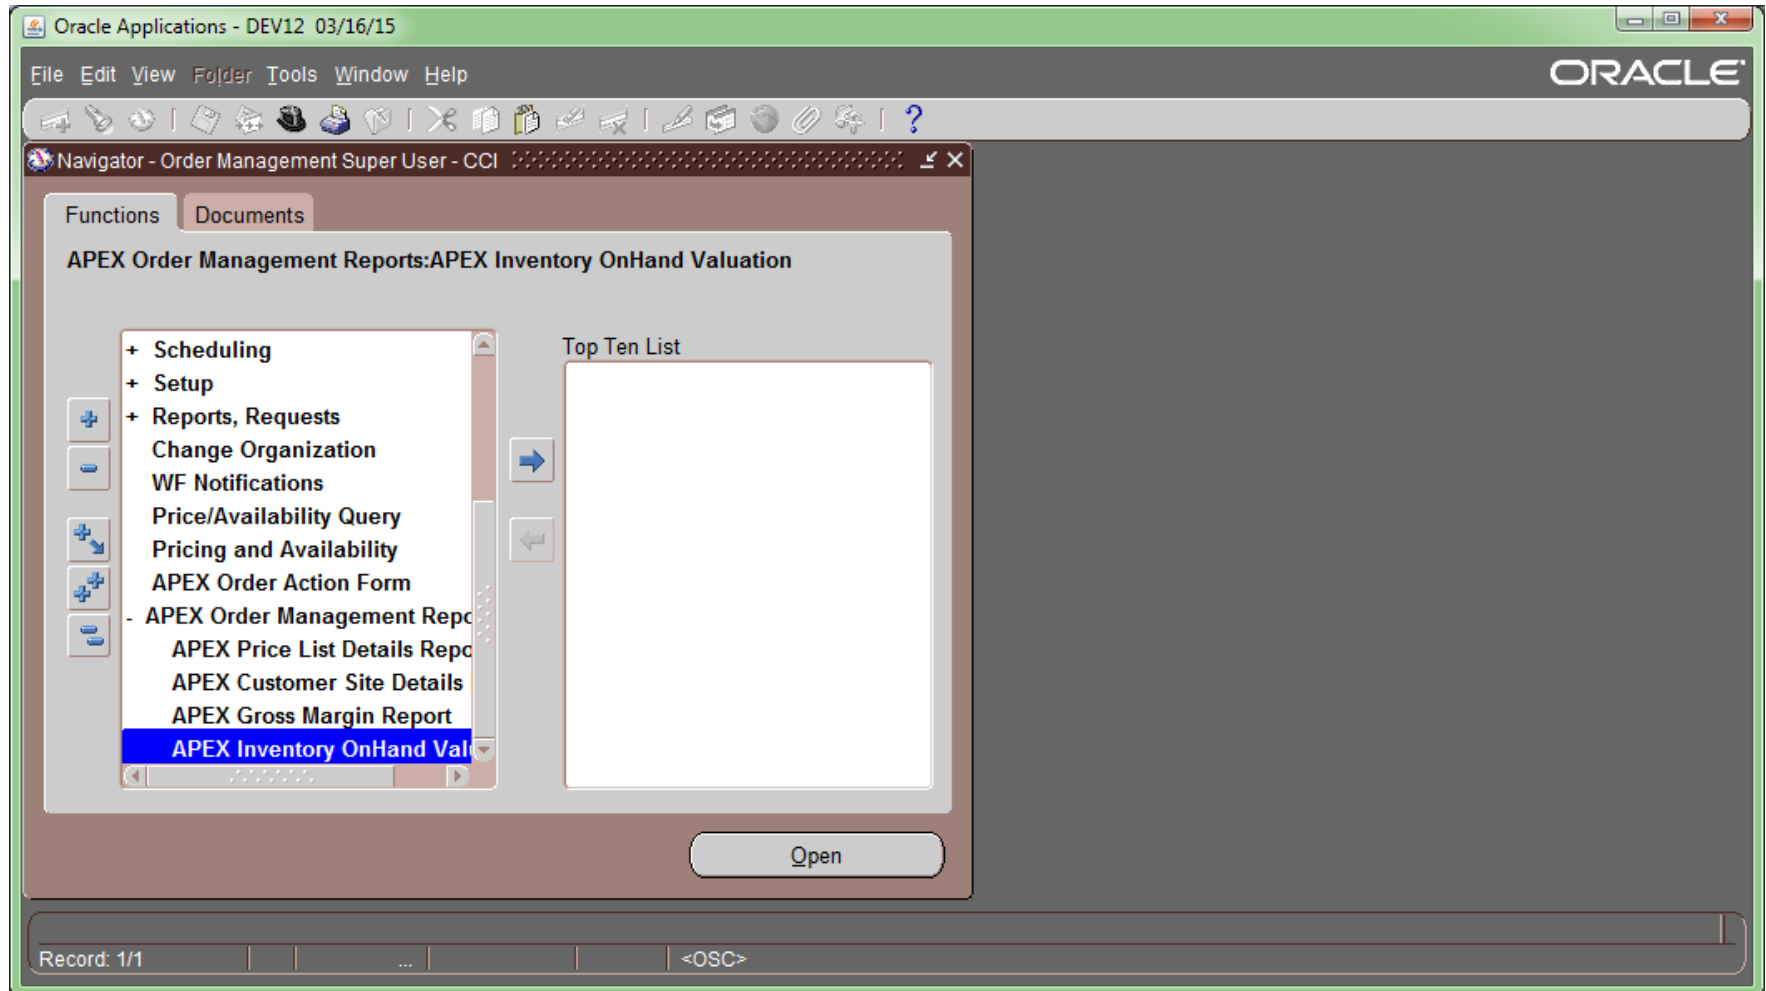 Oracle Applications - DEV12 03/16/15
File Edit View Folder Tools Window Help
ORACLE
Navigator - Order Management Super User - CCI
Functions Documents
APEX Order Management Reports:APEX Inventory OnHand Valuation
Top Ten List
+ Scheduling
+ Setup
+ Reports, Requests
Change Organization
WF Notifications
Price/Availability Query
Pricing and Availability
APEX Order Action Form
- APEX Order Management Repo
APEX Price List Details Repo
APEX Customer Site Details
APEX Gross Margin Report
APEX Inventory OnHand Valu
Open
Record: 1/1 ... <OSC>